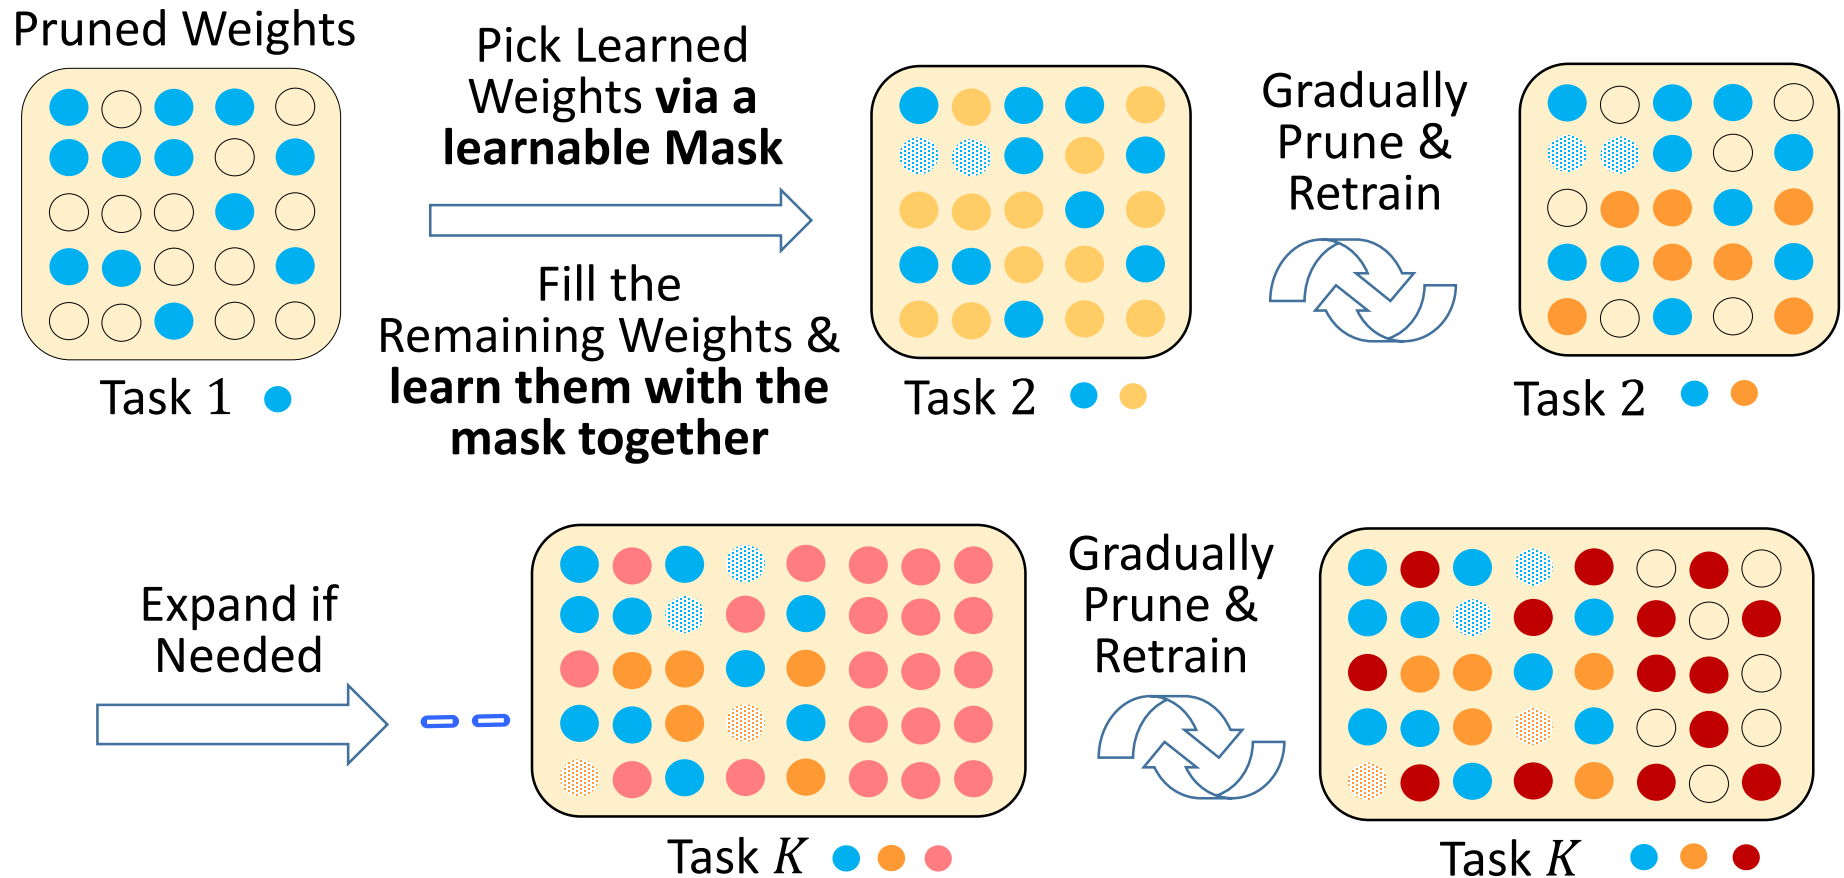 Pruned Weights
Pick Learned
Weights via a
learnable Mask
Fill the
Remaining Weights &
learn them with the
mask together
Gradually
Prune &
Retrain
Task 1
Task 2
Task 2
Expand if
Needed
Gradually
Prune &
Retrain
Task K
Task K